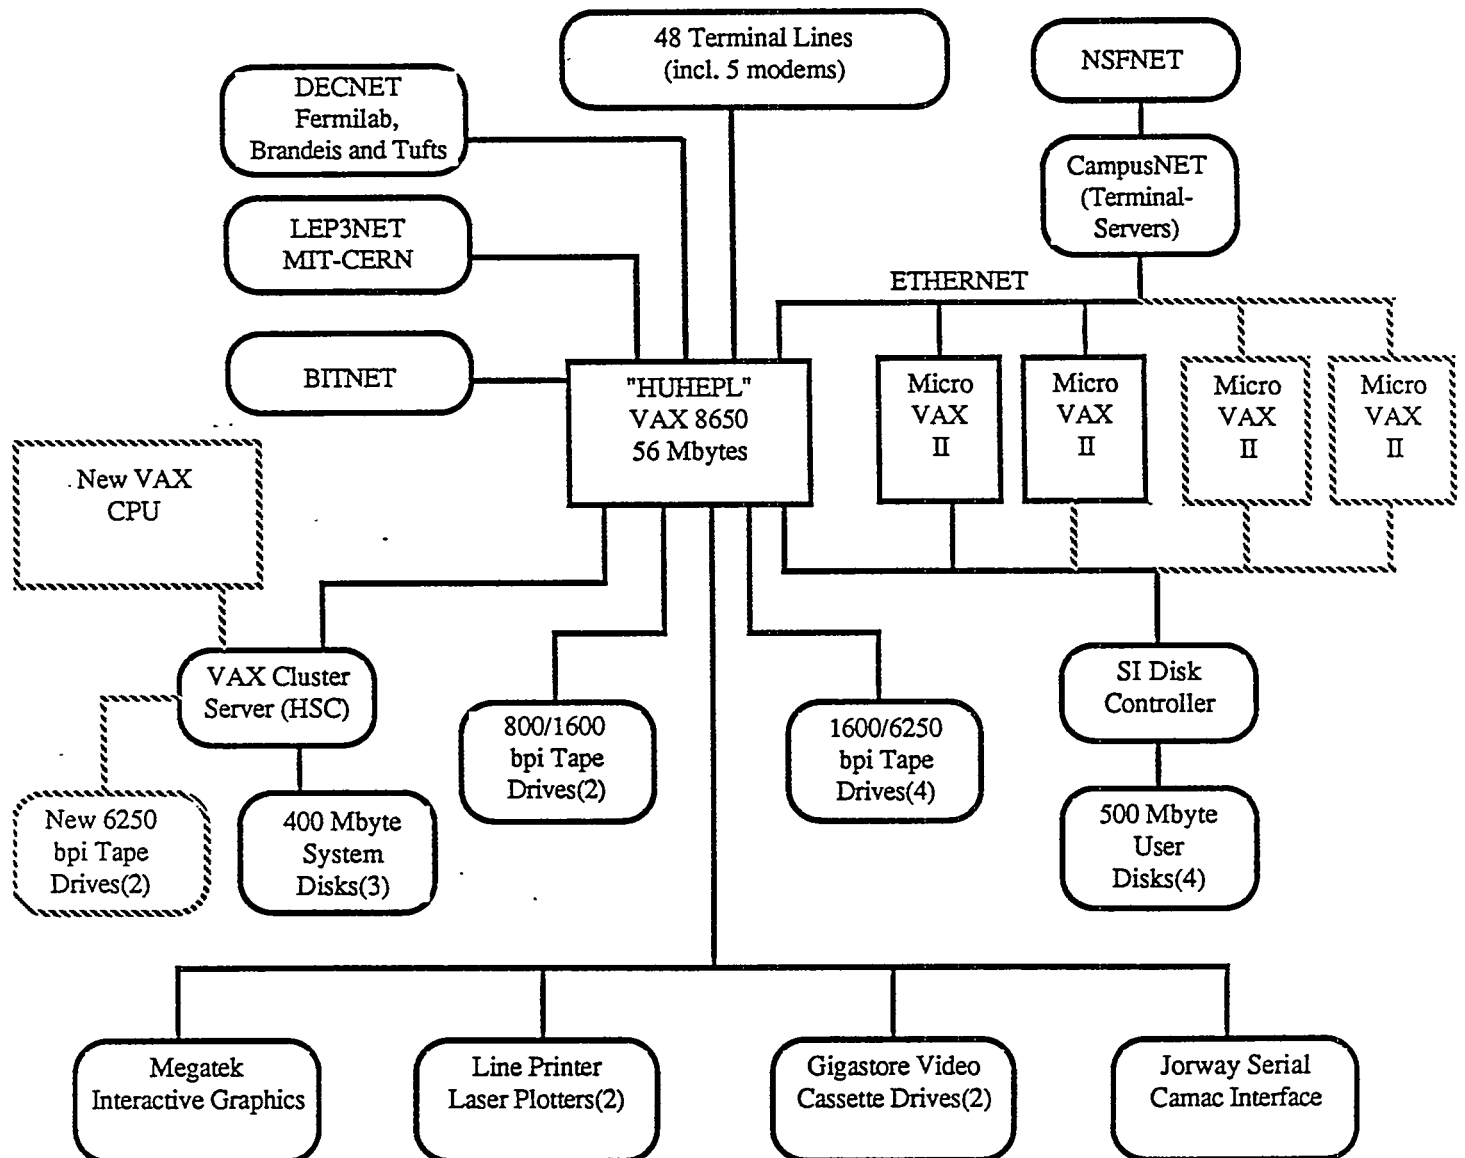 48 Terminal Lines
(incl. 5 modems)
NSFNET
DECNET
Fermilab,
Brandeis and Tufts
CampusNET
(Terminal-
Servers)
LEP3NET
MIT-CERN
ETHERNET
BITNET
"HUHEPL"
VAX 8650
56 Mbytes
Micro
VAX
II
Micro
VAX
II
Micro
VAX
II
Micro
VAX
II
New VAX
CPU
VAX Cluster
Server (HSC)
SI Disk
Controller
800/1600
bpi Tape
Drives(2)
1600/6250
bpi Tape
Drives(4)
New 6250
bpi Tape
Drives(2)
400 Mbyte
System
Disks(3)
500 Mbyte
User
Disks(4)
Megatek
Interactive Graphics
Line Printer
Laser Plotters(2)
Gigastore Video
Cassette Drives(2)
Jorway Serial
Camac Interface